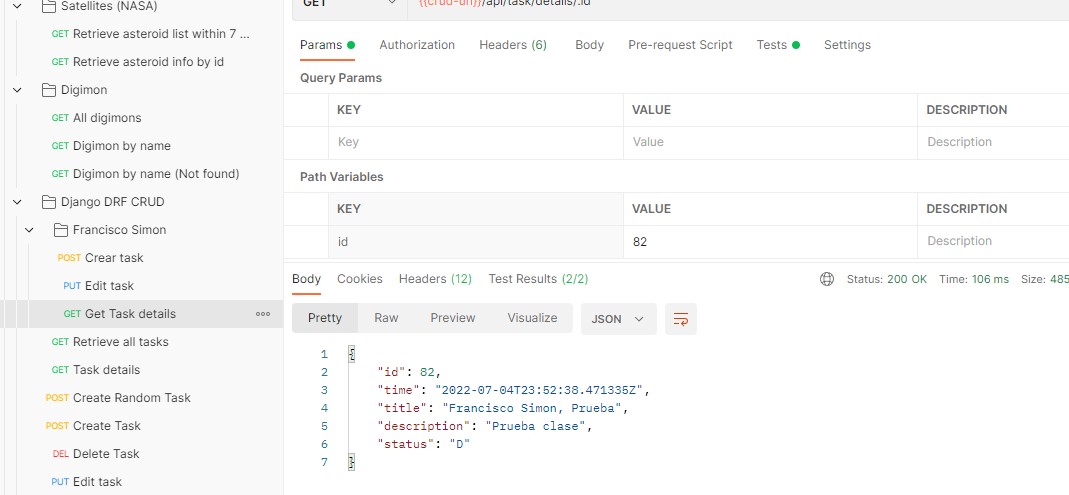 Satellites (NASA)
GET Retrieve asteroid list within 7 ...
GET Retrieve asteroid info by id
Digimon
GET All digimons
GET Digimon by name
GET Digimon by name (Not found)
Django DRF CRUD
Francisco Simon
POST Crear task
PUT Edit task
GET Get Task details
GET Retrieve all tasks
GET Task details
POST Create Random Task
POST Create Task
DEL Delete Task
PUT Edit task
GET {{crud-url}}/api/task/details/:id
Params Authorization Headers (6) Body Pre-request Script Tests Settings
Query Params
KEY VALUE DESCRIPTION
Key Value Description
Path Variables
KEY VALUE DESCRIPTION
id 82 Description
Body Cookies Headers (12) Test Results (2/2) Status: 200 OK Time: 106 ms Size: 485
Pretty Raw Preview Visualize JSON
1 {
2 "id": 82,
3 "time": "2022-07-04T23:52:38.471335Z",
4 "title": "Francisco Simon, Prueba",
5 "description": "Prueba clase",
6 "status": "D"
7 }